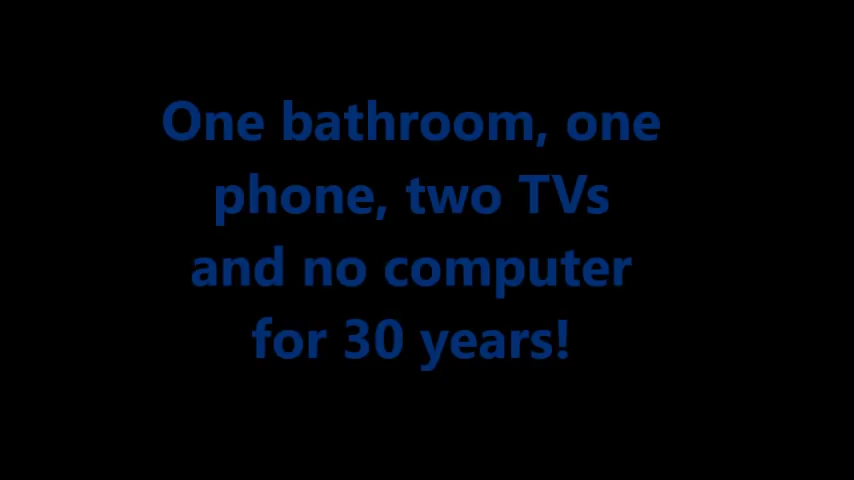 One bathroom, one
phone, two TVs
and no computer
for 30 years!